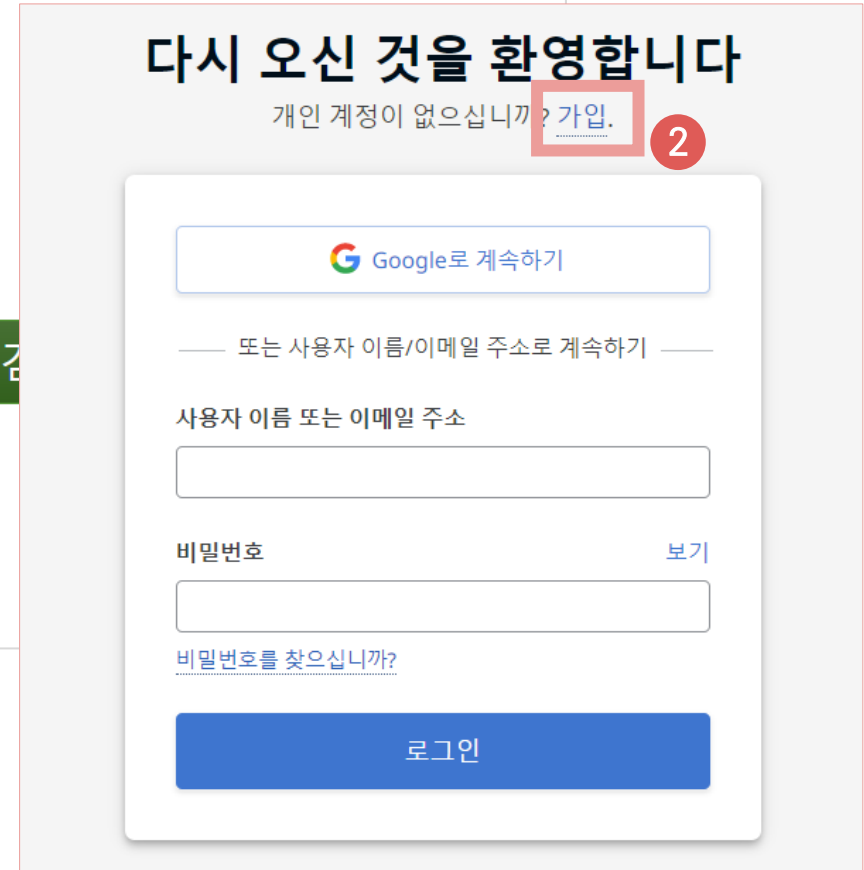 다시 오신 것을 환영합니다
개인 계정이 없으십니까? 가입.
2
Google로 계속하기
또는 사용자 이름/이메일 주소로 계속하기
사용자 이름 또는 이메일 주소
비밀번호 보기
비밀번호를 찾으십니까?
로그인